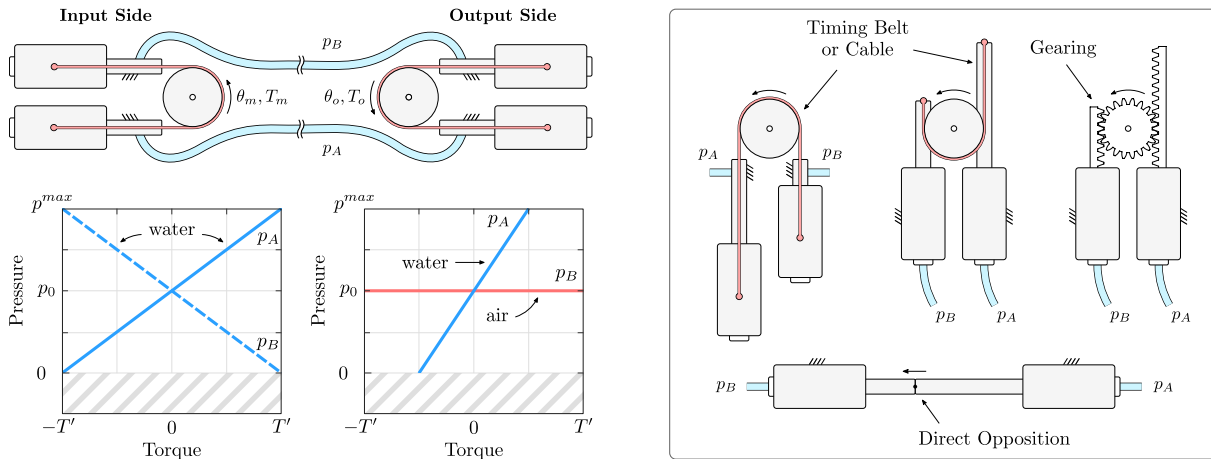 Input Side
Output Side
p_B
θ_m, T_m
θ_o, T_o
p_A
p^max
water
p_A
p_0
Pressure
p_B
0
−T′
0
T′
Torque
p^max
p_A
water
p_B
p_0
air
Pressure
0
−T′
0
T′
Torque
Timing Belt
or Cable
Gearing
p_A
p_B
p_B
p_A
p_B
p_A
p_B
p_A
Direct Opposition